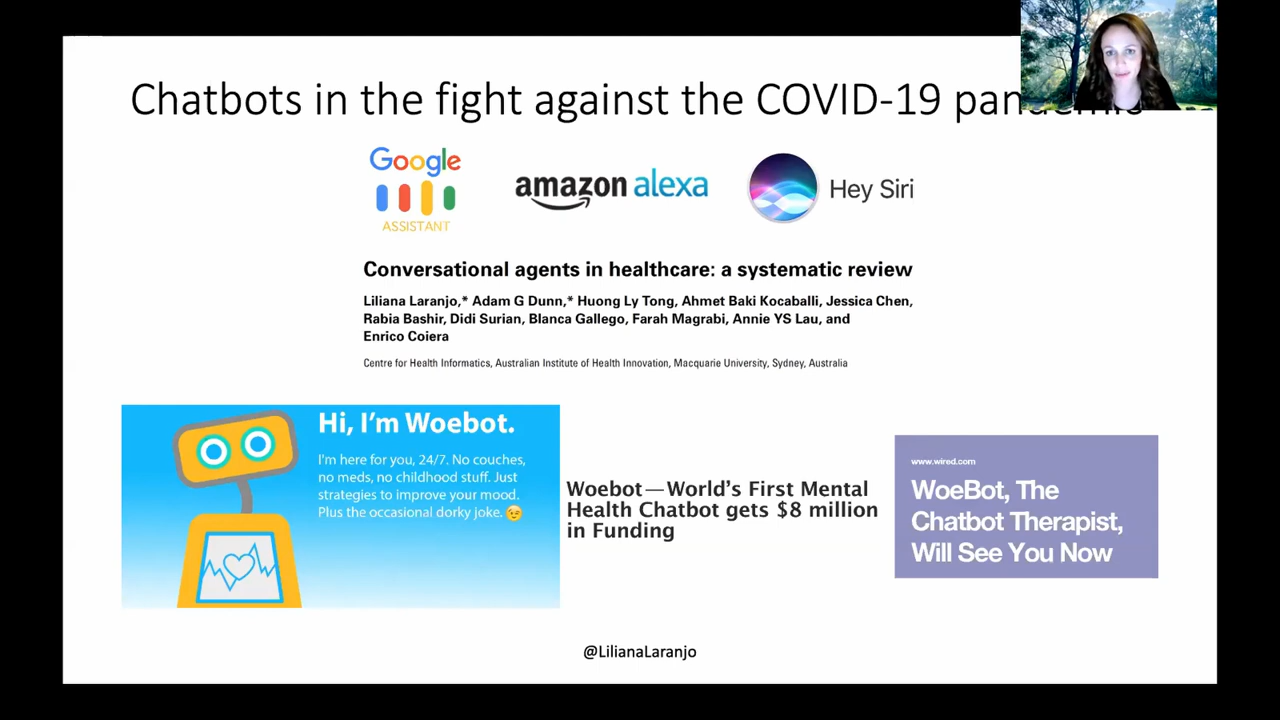 Chatbots in the fight against the COVID-19 pandemic
Google
ASSISTANT
amazon alexa
Hey Siri
Conversational agents in healthcare: a systematic review
Liliana Laranjo,* Adam G Dunn,* Huong Ly Tong, Ahmet Baki Kocaballi, Jessica Chen,
Rabia Bashir, Didi Surian, Blanca Gallego, Farah Magrabi, Annie YS Lau, and
Enrico Coiera
Centre for Health Informatics, Australian Institute of Health Innovation, Macquarie University, Sydney, Australia
Hi, I'm Woebot.
I'm here for you, 24/7. No couches,
no meds, no childhood stuff. Just
strategies to improve your mood.
Plus the occasional dorky joke. 😉
Woebot—World's First Mental
Health Chatbot gets $8 million
in Funding
www.wired.com
WoeBot, The
Chatbot Therapist,
Will See You Now
@LilianaLaranjo